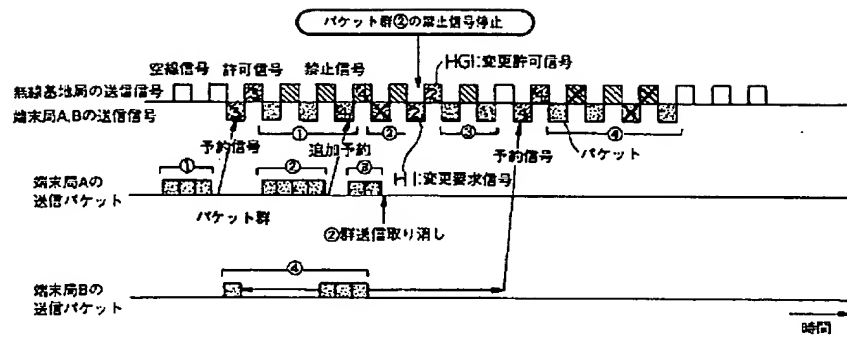 パケット群②の禁止信号停止
空線信号 許可信号 禁止信号 HGI:変更許可信号
無線基地局の送信信号
端末局A,Bの送信信号
① ② ③ ④
予約信号 追加予約 予約信号 パケット
HI:変更要求信号
① ② ③
端末局Aの
送信パケット
パケット群
②群送信取り消し
④
端末局Bの
送信パケット
時間